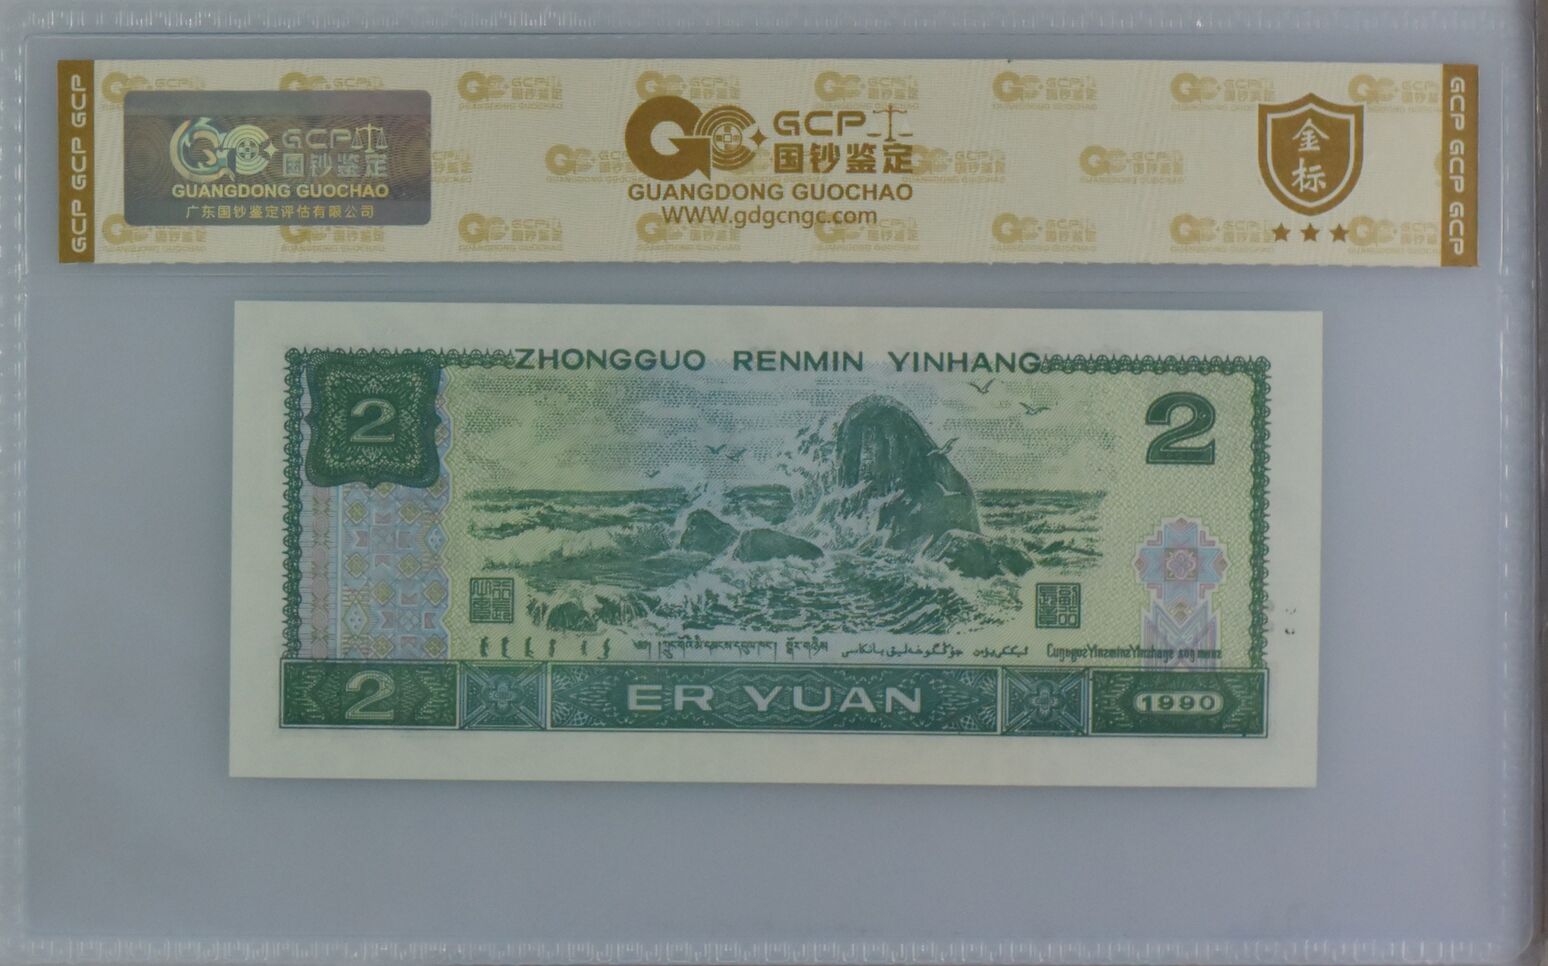 GCP GCP GCP
GCP
国钞鉴定
GUANGDONG GUOCHAO
广东国钞鉴定评估有限公司
GCP
国钞鉴定
GUANGDONG GUOCHAO
WWW.gdgcngc.com
金标
GCP GCP GCP
ZHONGGUO RENMIN YINHANG
2
2
2
ER YUAN
1990